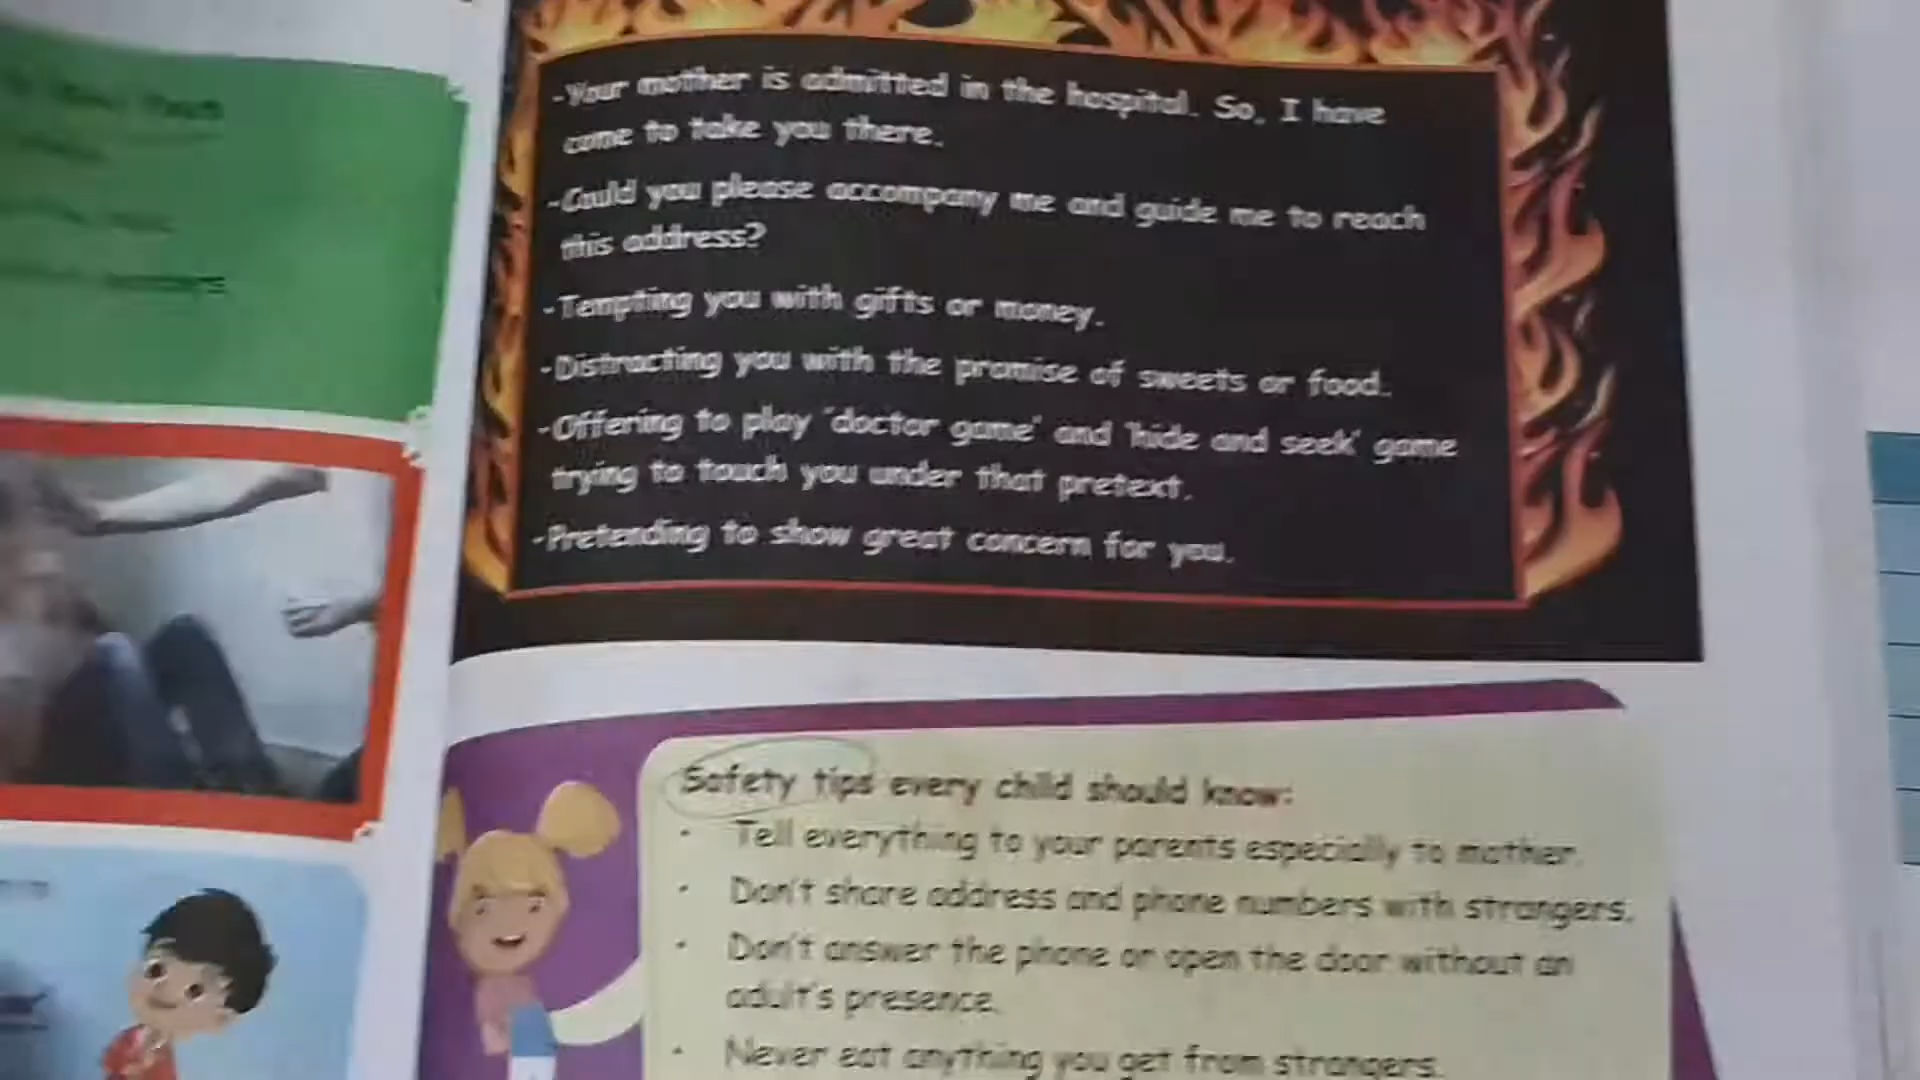 -Your mother is admitted in the hospital. So, I have
come to take you there.
-Could you please accompany me and guide me to reach
this address?
-Tempting you with gifts or money.
-Distracting you with the promise of sweets or food.
-Offering to play 'doctor game' and 'hide and seek' game
trying to touch you under that pretext.
-Pretending to show great concern for you.
Safety tips every child should know:
• Tell everything to your parents especially to mother.
• Don't share address and phone numbers with strangers.
• Don't answer the phone or open the door without an
adult's presence.
• Never eat anything you get from strangers.